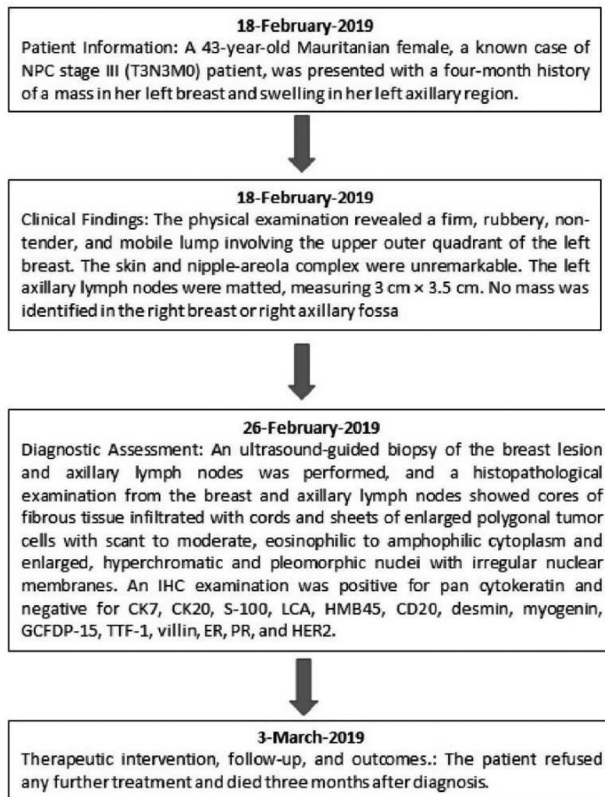 18-February-2019
Patient Information: A 43-year-old Mauritanian female, a known case of
NPC stage III (T3N3M0) patient, was presented with a four-month history
of a mass in her left breast and swelling in her left axillary region.
18-February-2019
Clinical Findings: The physical examination revealed a firm, rubbery, non-
tender, and mobile lump involving the upper outer quadrant of the left
breast. The skin and nipple-areola complex were unremarkable. The left
axillary lymph nodes were matted, measuring 3 cm × 3.5 cm. No mass was
identified in the right breast or right axillary fossa
26-February-2019
Diagnostic Assessment: An ultrasound-guided biopsy of the breast lesion
and axillary lymph nodes was performed, and a histopathological
examination from the breast and axillary lymph nodes showed cores of
fibrous tissue infiltrated with cords and sheets of enlarged polygonal tumor
cells with scant to moderate, eosinophilic to amphophilic cytoplasm and
enlarged, hyperchromatic and pleomorphic nuclei with irregular nuclear
membranes. An IHC examination was positive for pan cytokeratin and
negative for CK7, CK20, S-100, LCA, HMB45, CD20, desmin, myogenin,
GCFDP-15, TTF-1, villin, ER, PR, and HER2.
3-March-2019
Therapeutic intervention, follow-up, and outcomes.: The patient refused
any further treatment and died three months after diagnosis.